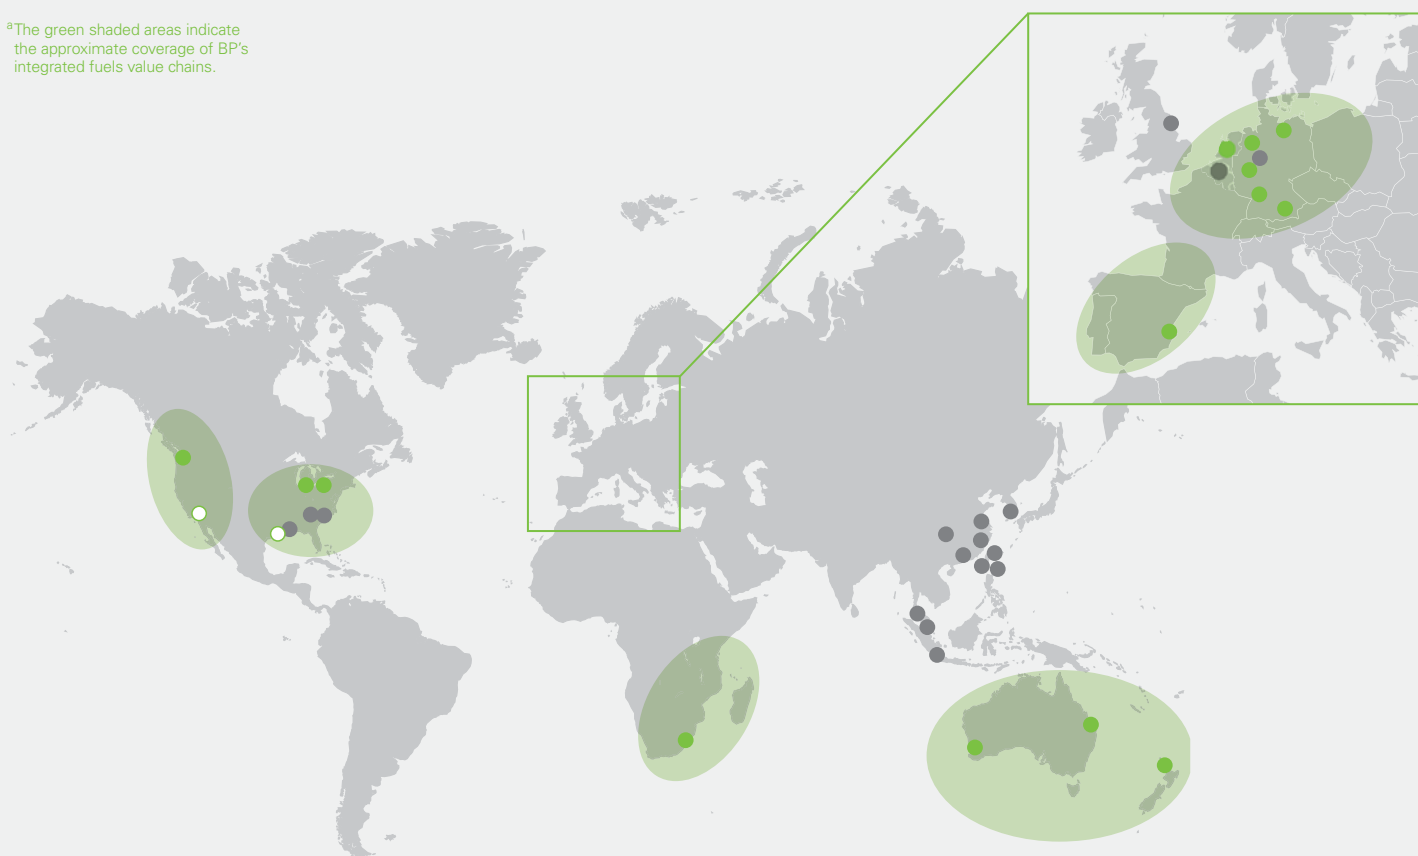 ᵃThe green shaded areas indicate
the approximate coverage of BP’s
integrated fuels value chains.